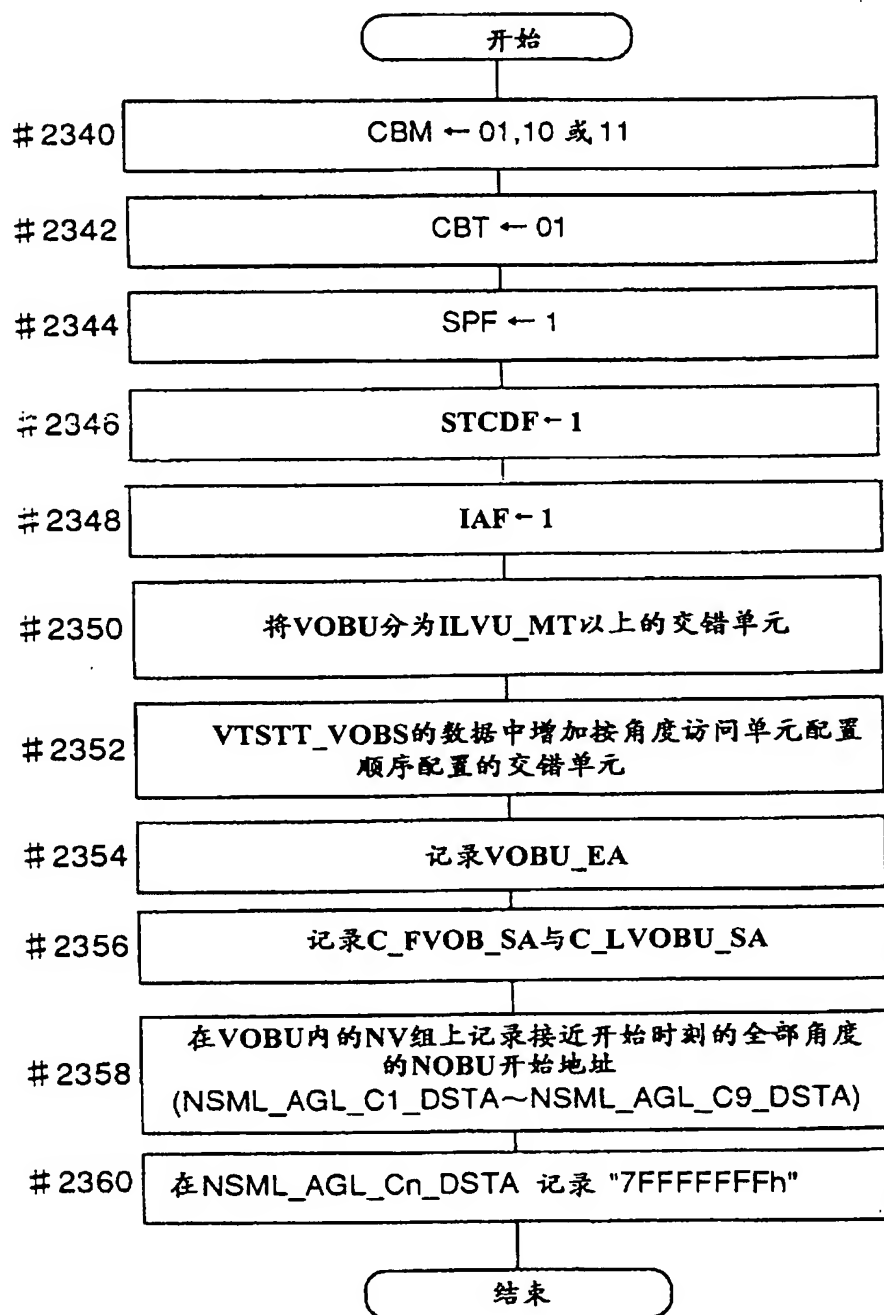 开始
#2340 CBM ← 01,10 或 11
#2342 CBT ← 01
#2344 SPF ← 1
#2346 STCDF ← 1
#2348 IAF ← 1
#2350 将VOBU分为ILVU_MT以上的交错单元
#2352 VTSTT_VOBS的数据中增加按角度访问单元配置
顺序配置的交错单元
#2354 记录VOBU_EA
#2356 记录C_FVOB_SA与C_LVOBU_SA
#2358 在VOBU内的NV组上记录接近开始时刻的全部角度
的NOBU开始地址
(NSML_AGL_C1_DSTA～NSML_AGL_C9_DSTA)
#2360 在NSML_AGL_Cn_DSTA 记录 "7FFFFFFFh"
结束